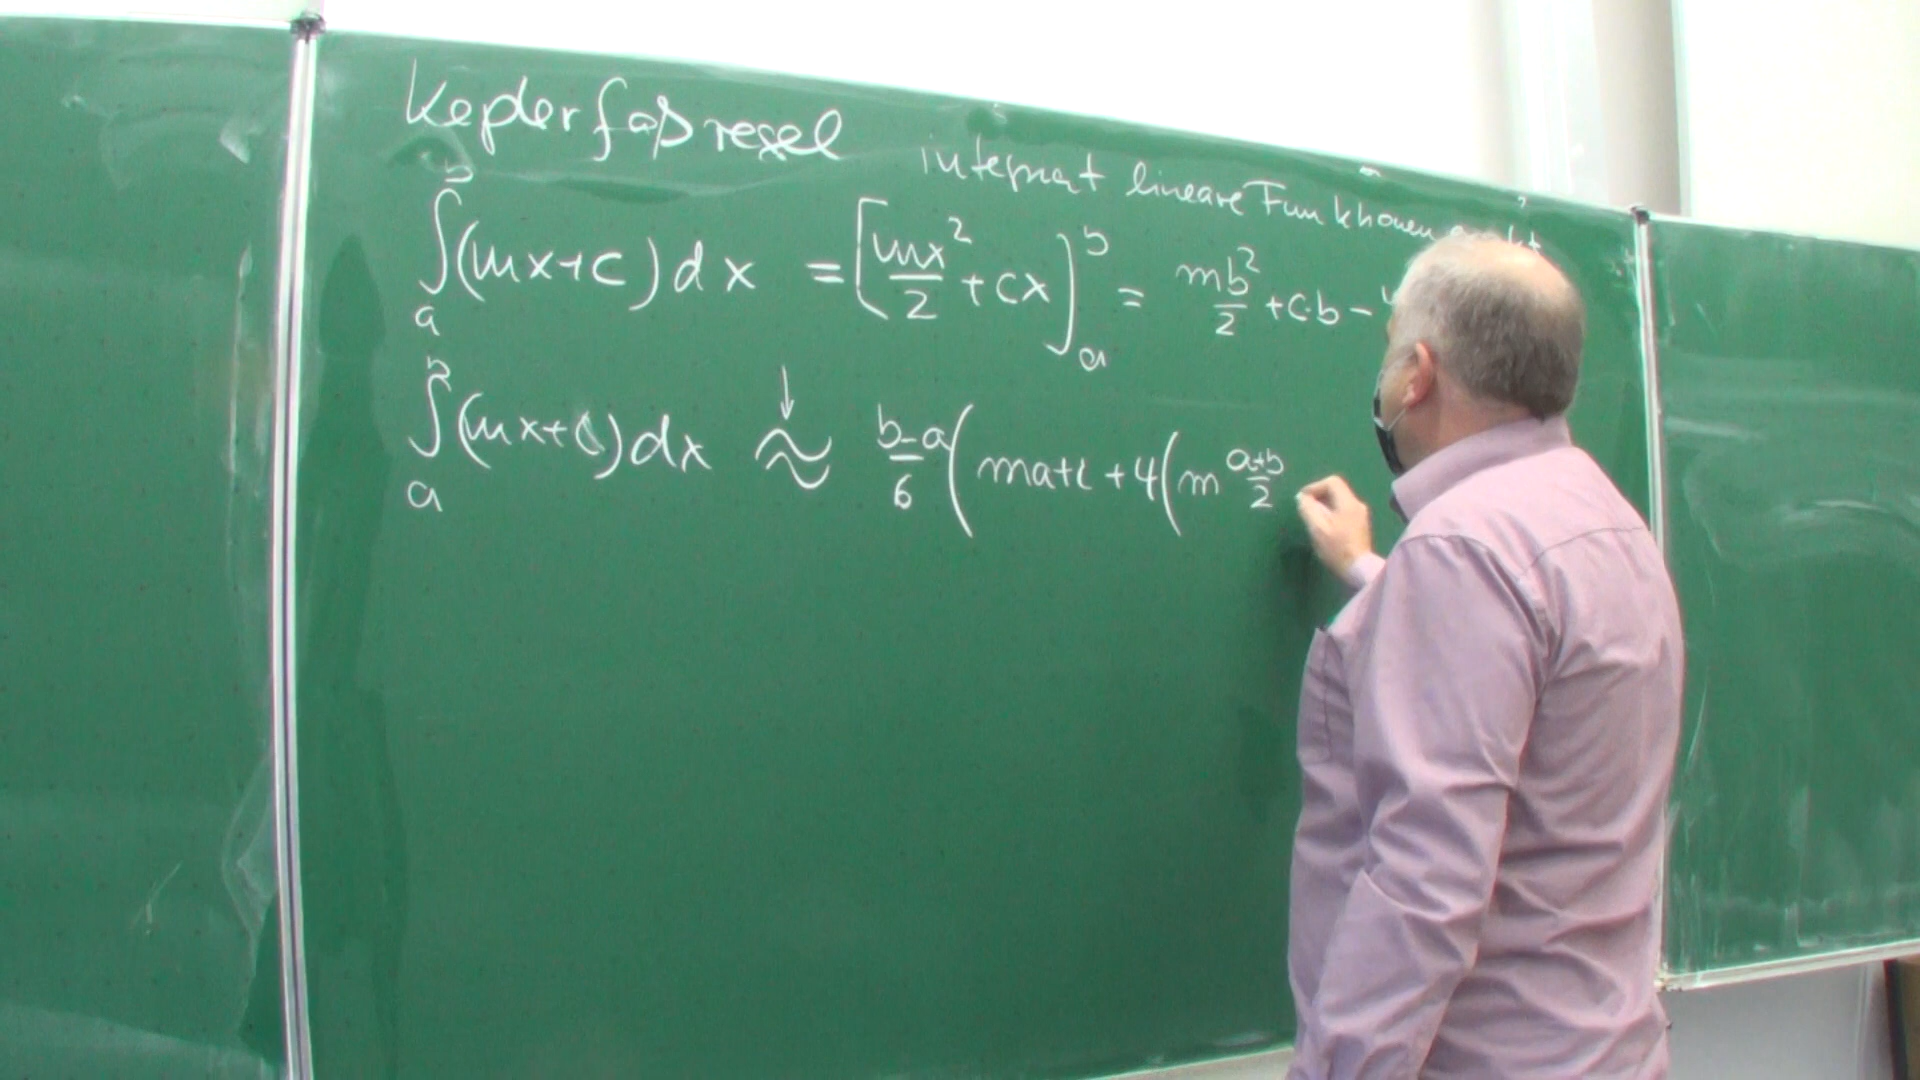 Keplerfaßregel
integriert lineare Funktionen
∫_a^b (mx+c) dx = [mx²/2 + cx]_a^b = mb²/2 + c·b −
∫_a^b (mx+c) dx ≈ b-a/6 (ma+c + 4(m a+b/2